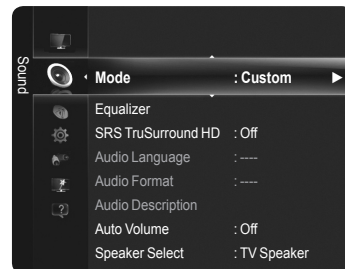 Sound
Mode : Custom
Equalizer
SRS TruSurround HD : Off
Audio Language : ----
Audio Format : ----
Audio Description
Auto Volume : Off
Speaker Select : TV Speaker